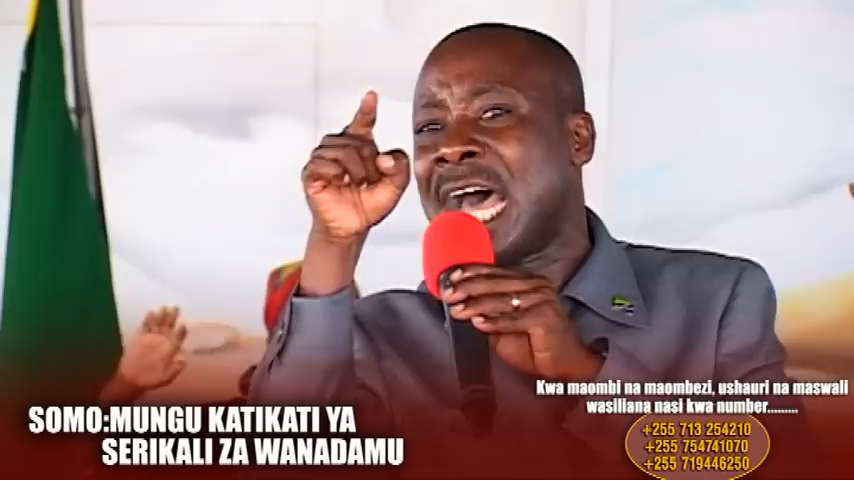 SOMO:MUNGU KATIKATI YA
SERIKALI ZA WANADAMU
Kwa maombi na maombezi, ushauri na maswali
wasiliana nasi kwa number.........
+255 713 254210
+255 754741070
+255 719446250